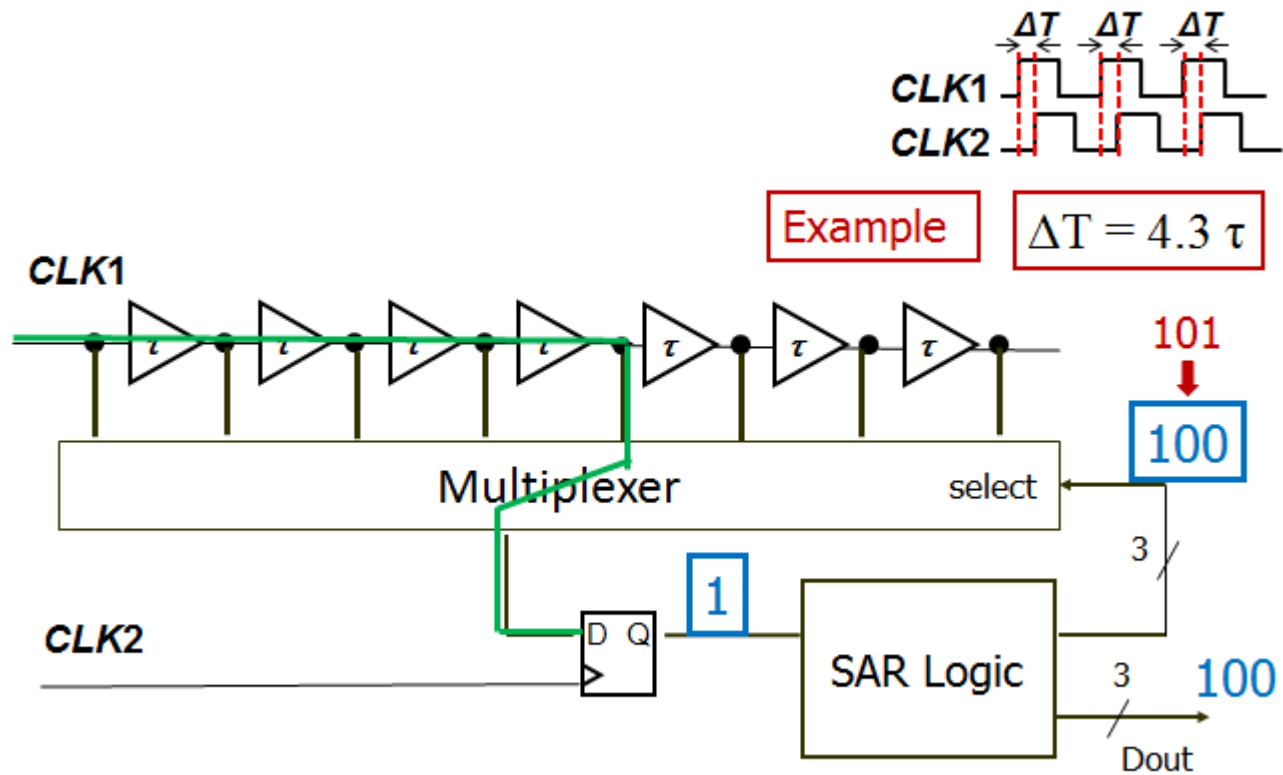 ΔT ΔT ΔT
CLK1
CLK2
Example
ΔT = 4.3 τ
CLK1
τ τ τ τ τ τ τ
101
100
Multiplexer
select
3
1
CLK2
D Q
SAR Logic
3
100
Dout